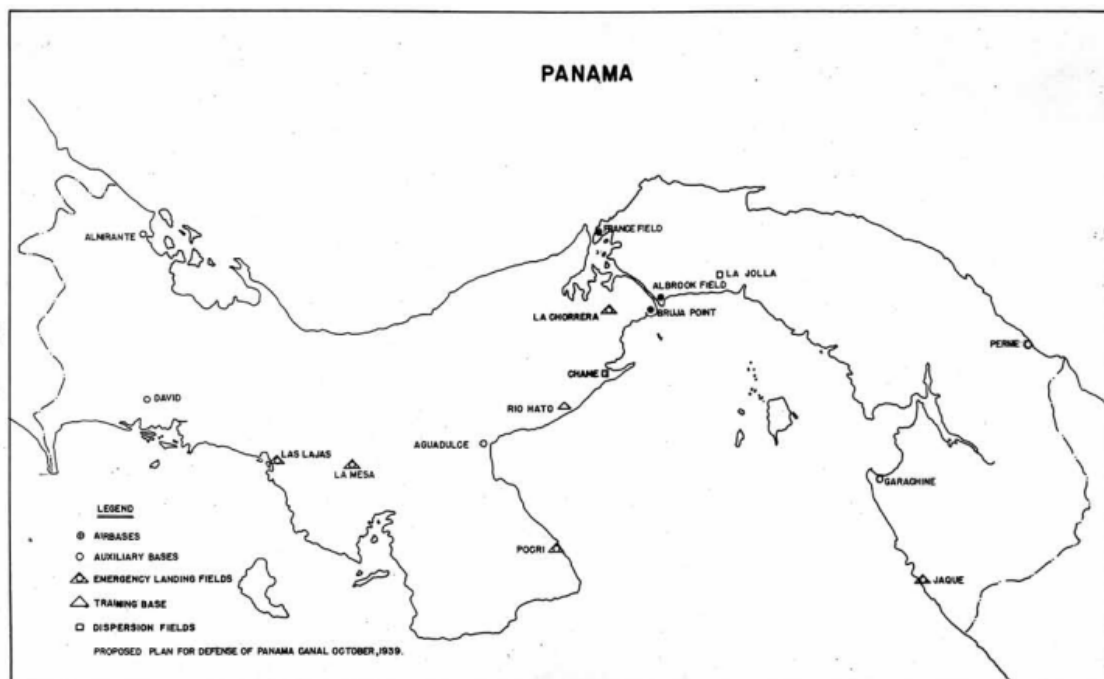 PANAMA
ALMIRANTE
FRANCE FIELD
LA JOLLA
ALBROOK FIELD
LA CHORRERA
BRUJA POINT
PERME
CHAME
DAVID
RIO HATO
AGUADULCE
LAS LAJAS
LA MESA
GARACHINE
LEGEND
AIRBASES
AUXILIARY BASES
POCRI
EMERGENCY LANDING FIELDS
JAQUE
TRAINING BASE
DISPERSION FIELDS
PROPOSED PLAN FOR DEFENSE OF PANAMA CANAL OCTOBER, 1939.